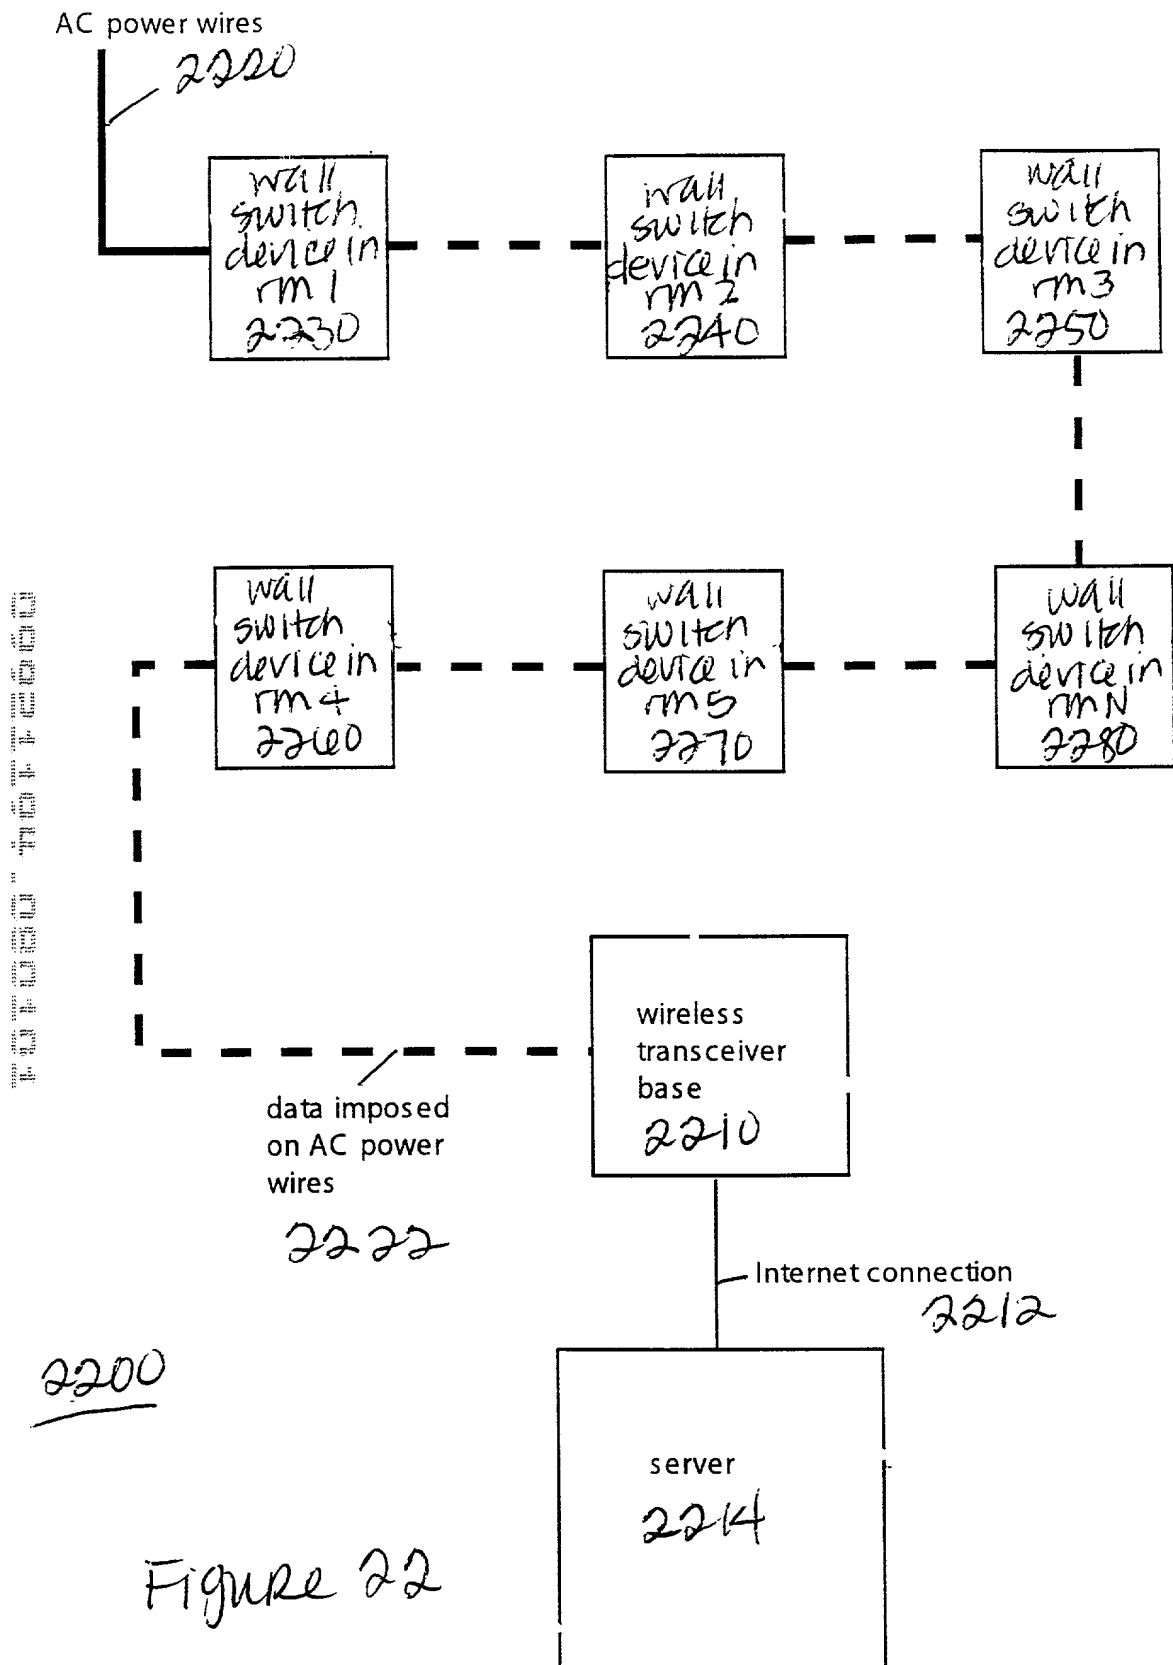 AC power wires
2220
wall
switch
device in
rm 1
2230
wall
switch
device in
rm 2
2240
wall
switch
device in
rm 3
2250
wall
switch
device in
rm 4
2260
wall
switch
device in
rm 5
2270
wall
switch
device in
rm N
2280
wireless
transceiver
base
2210
data imposed
on AC power
wires
2222
Internet connection
2212
2200
server
2214
Figure 22